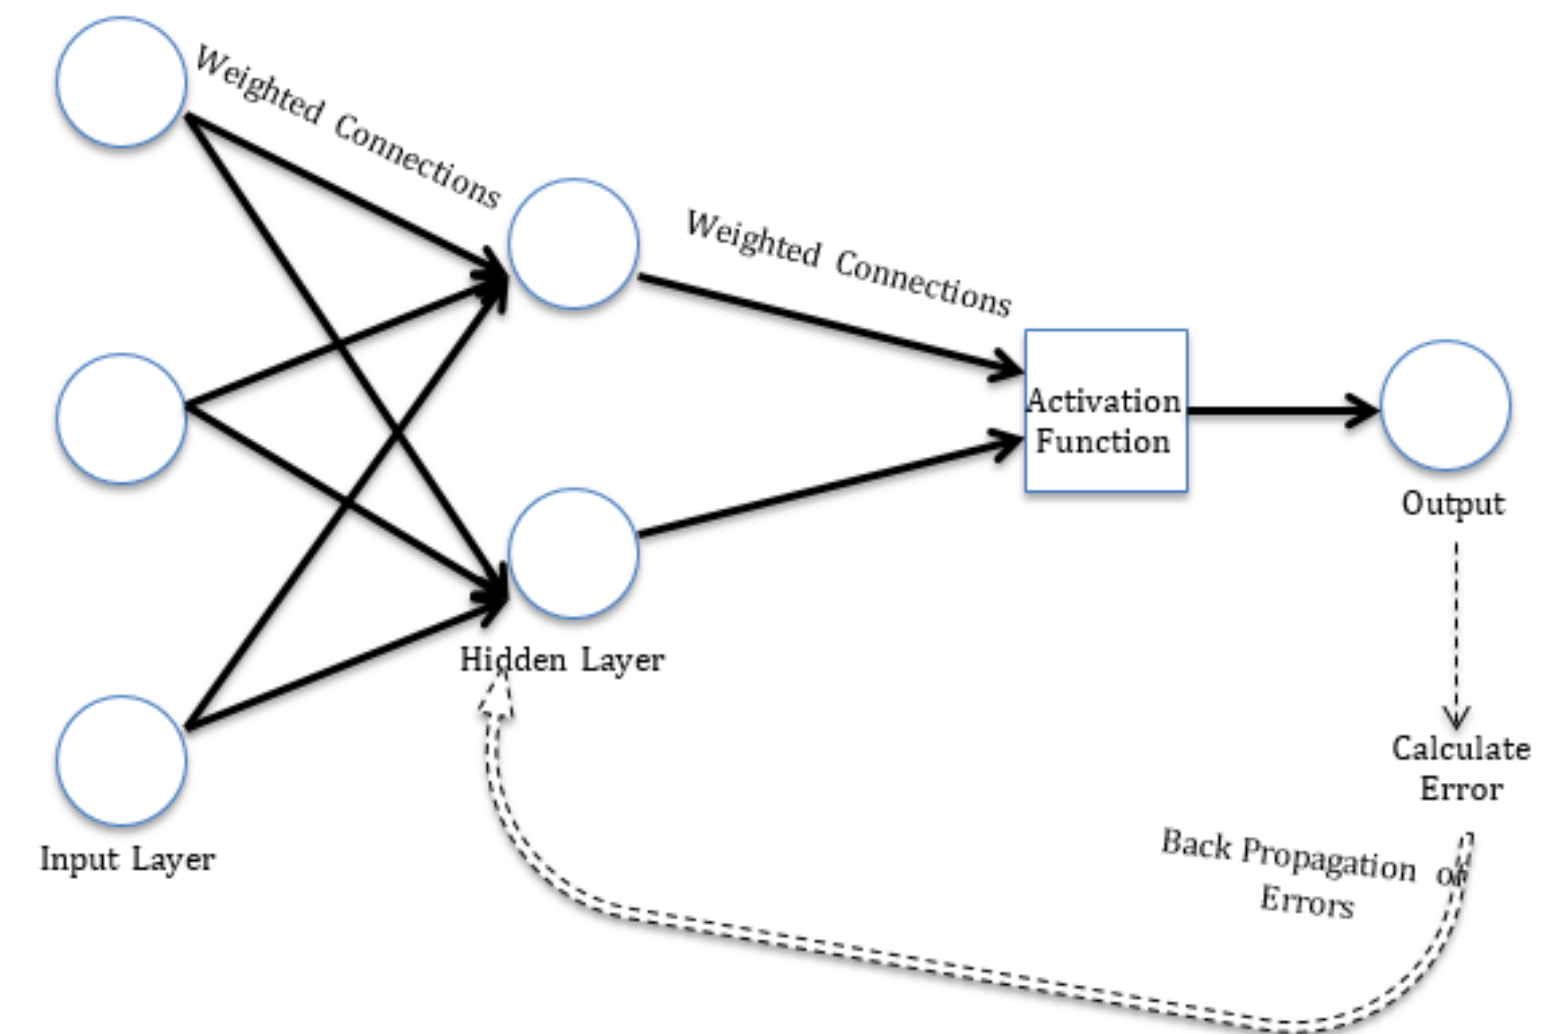 Weighted Connections
Weighted Connections
Activation
Function
Output
Hidden Layer
Calculate
Error
Input Layer
Back Propagation of
Errors